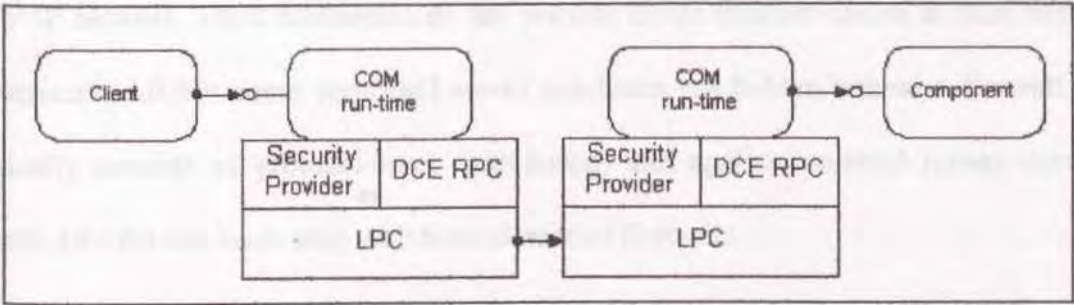 Client
COM
run-time
COM
run-time
Component
Security
Provider
DCE RPC
Security
Provider
DCE RPC
LPC
LPC